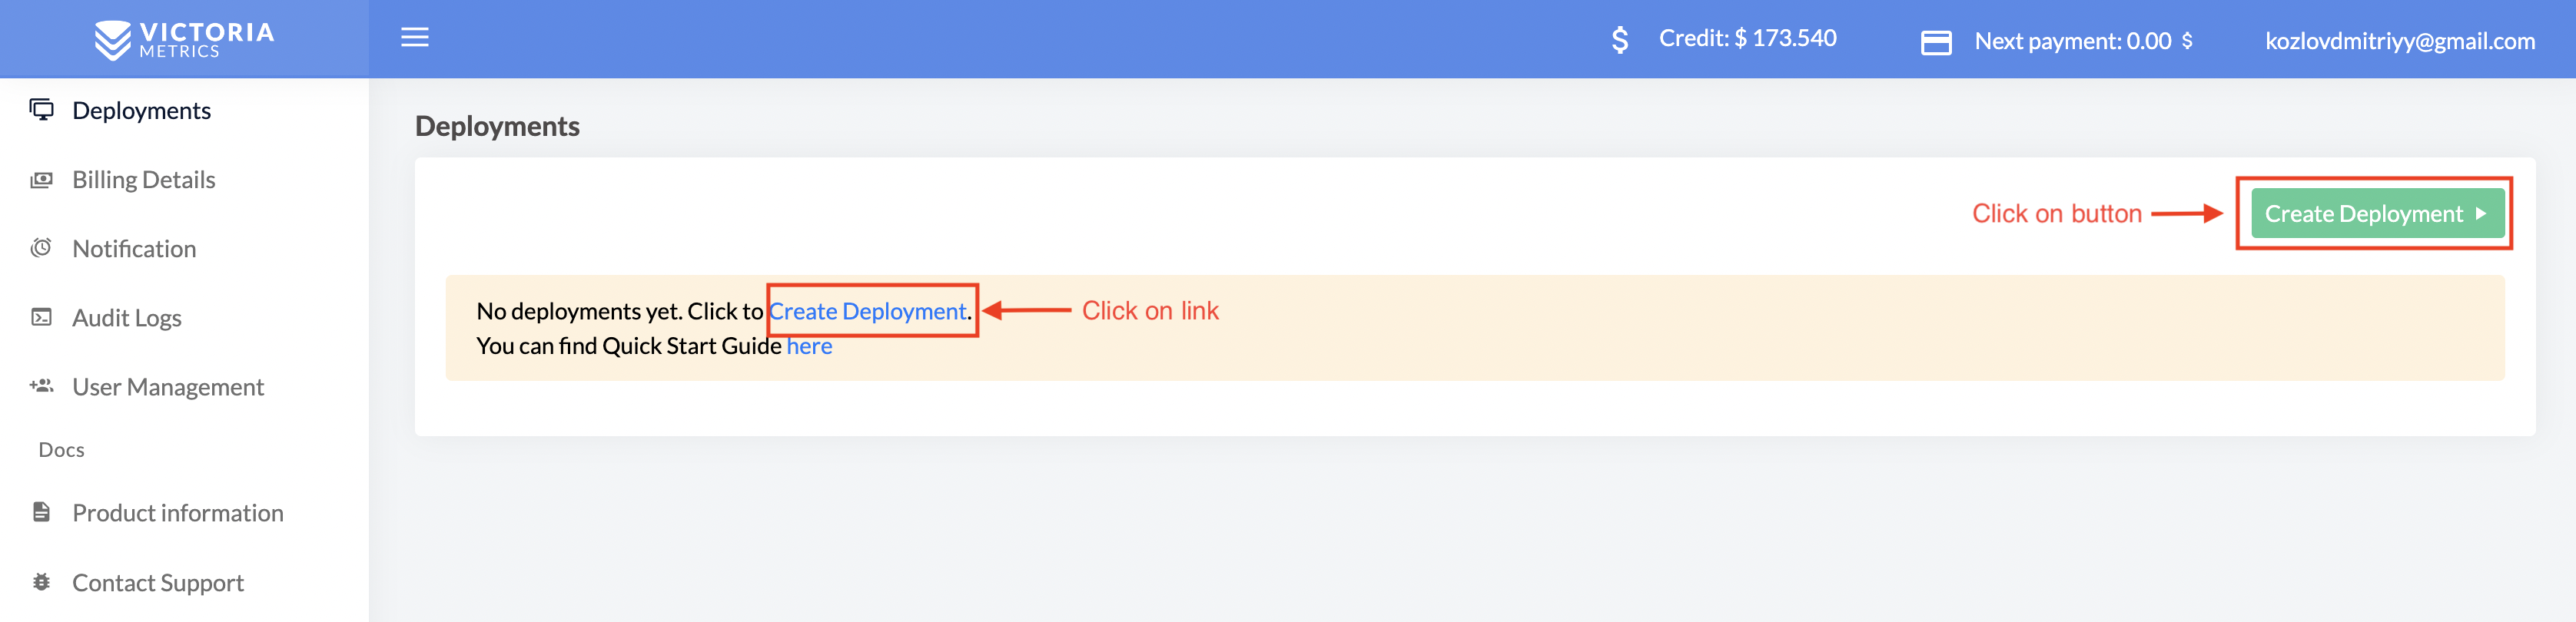 VICTORIA
METRICS
Credit: $ 173.540
Next payment: 0.00 $
kozlovdmitriyy@gmail.com
Deployments
Billing Details
Notification
Audit Logs
User Management
Docs
Product information
Contact Support
Deployments
Click on button
Create Deployment
No deployments yet. Click to Create Deployment.
Click on link
You can find Quick Start Guide here